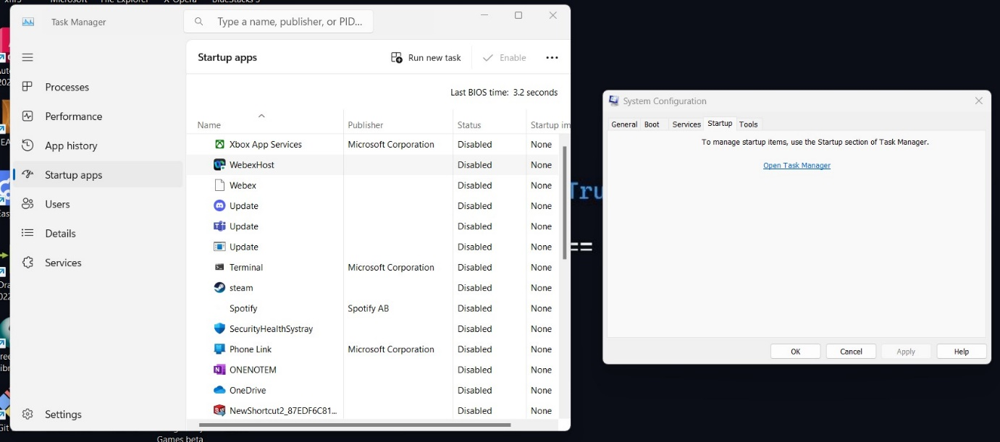 Task Manager
Type a name, publisher, or PID...
Startup apps
Run new task
Enable
Last BIOS time: 3.2 seconds
Processes
Performance
App history
Startup apps
Users
Details
Services
Settings
Name Publisher Status Startup im
Xbox App Services Microsoft Corporation Disabled None
WebexHost Disabled None
Webex Disabled None
Update Disabled None
Update Disabled None
Update Disabled None
Terminal Microsoft Corporation Disabled None
steam Disabled None
Spotify Spotify AB Disabled None
SecurityHealthSystray Disabled None
Phone Link Microsoft Corporation Disabled None
ONENOTEM Disabled None
OneDrive Disabled None
NewShortcut2_87EDF6C81... Disabled None
System Configuration
General Boot Services Startup Tools
To manage startup items, use the Startup section of Task Manager.
Open Task Manager
OK Cancel Apply Help
Tru
==
Git
Games beta